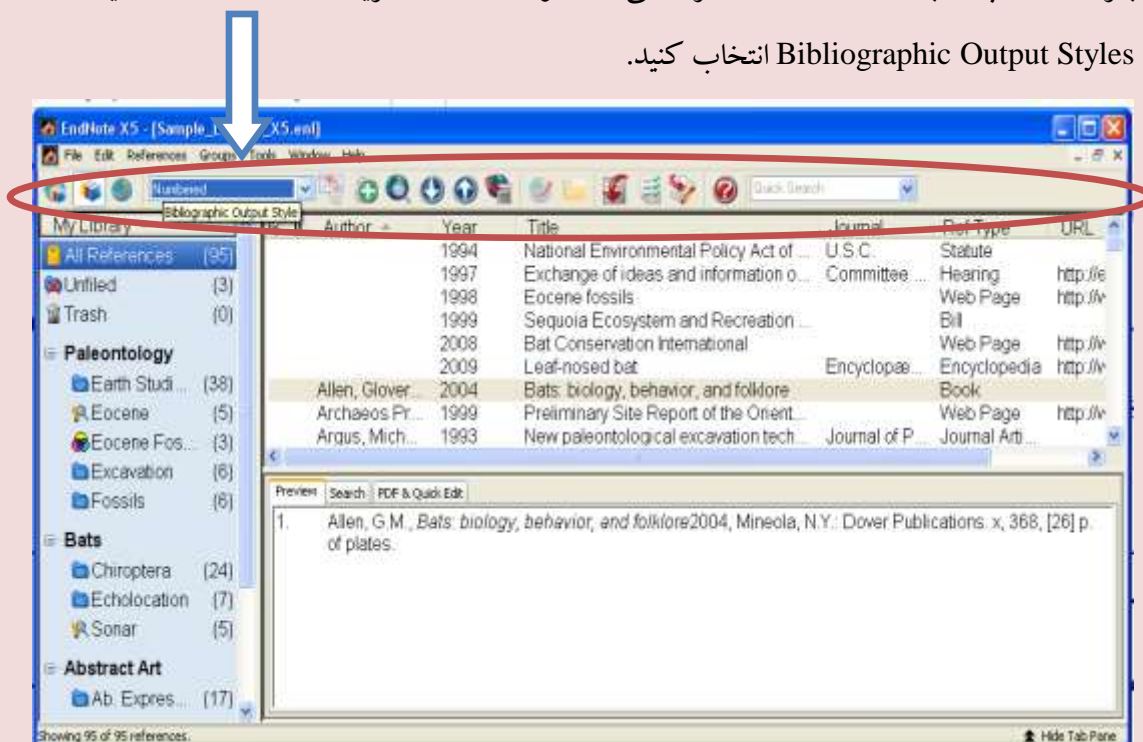 Bibliographic Output Styles انتخاب کنید.
EndNote X5 - [Sample_ _X5.enl]
File Edit References Groups Tools Window Help
Numbered
Quick Search
Bibliographic Output Style
My Library
Author Year Title Journal Ref Type URL
All References (95)
1994 National Environmental Policy Act of ... U.S.C. Statute
1997 Exchange of ideas and information o... Committee ... Hearing http://e
Unfiled (3)
1998 Eocene fossils Web Page http://w
Trash (0)
1999 Sequoia Ecosystem and Recreation ... Bill
2008 Bat Conservation International Web Page http://w
Paleontology
2009 Leaf-nosed bat Encyclopæ... Encyclopedia http://w
Earth Studi... (38)
Allen, Glover... 2004 Bats: biology, behavior, and folklore Book
Eocene (5)
Archaeos Pr... 1999 Preliminary Site Report of the Orient... Web Page http://w
Eocene Fos... (3)
Argus, Mich... 1993 New paleontological excavation tech... Journal of P... Journal Arti...
Excavation (6)
Fossils (6)
Preview Search PDF & Quick Edit
1. Allen, G.M., Bats: biology, behavior, and folklore2004, Mineola, N.Y.: Dover Publications. x, 368, [26] p.
of plates.
Bats
Chiroptera (24)
Echolocation (7)
Sonar (5)
Abstract Art
Ab. Expres... (17)
Showing 95 of 95 references.
Hide Tab Pane